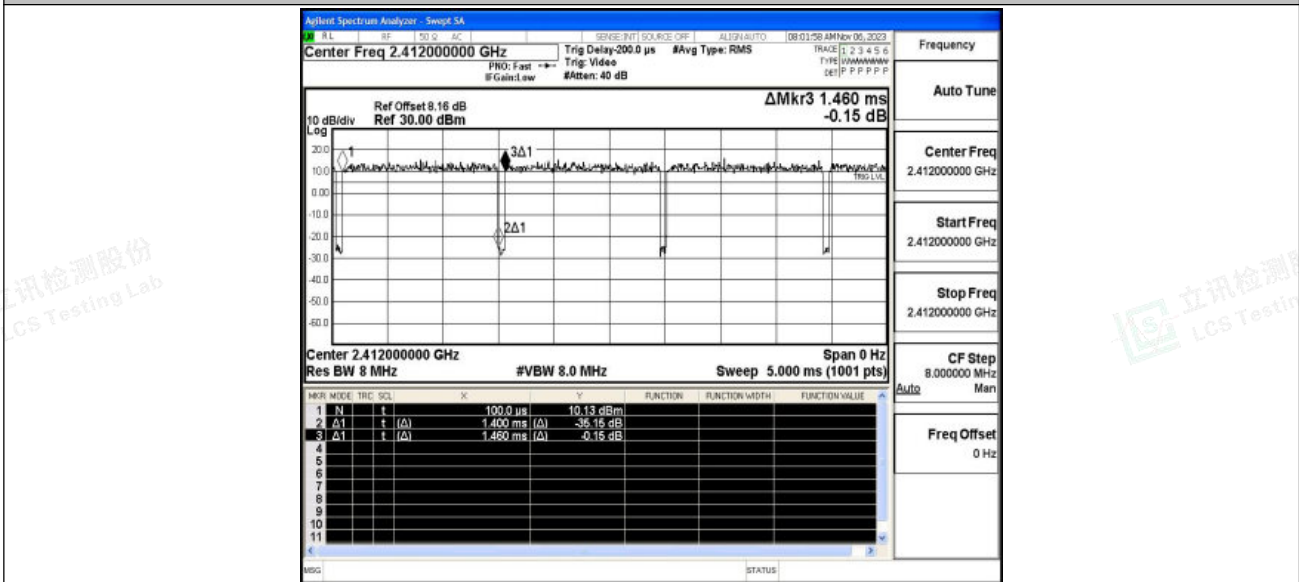 Agilent Spectrum Analyzer - Swept SA
RL RF 50 Ω AC SENSE:INT SOURCE OFF ALIGN AUTO 08:01:58 AM Nov 06, 2023
Center Freq 2.412000000 GHz
PNO: Fast
IFGain:Low
Trig Delay-200.0 µs
Trig: Video
#Atten: 40 dB
#Avg Type: RMS
TRACE 1 2 3 4 5 6
TYPE
DET P P P P P P
Ref Offset 8.16 dB
10 dB/div Ref 30.00 dBm
Log
ΔMkr3 1.460 ms
-0.15 dB
20.0
10.0
0.00
-10.0
-20.0
-30.0
-40.0
-50.0
-60.0
1
3Δ1
2Δ1
TRIG LVL
Center 2.412000000 GHz Span 0 Hz
Res BW 8 MHz #VBW 8.0 MHz Sweep 5.000 ms (1001 pts)
MKR MODE TRC SCL X Y FUNCTION FUNCTION WIDTH FUNCTION VALUE
1 N t 100.0 µs 10.13 dBm
2 Δ1 t (Δ) 1.400 ms (Δ) -35.15 dB
3 Δ1 t (Δ) 1.460 ms (Δ) -0.15 dB
4
5
6
7
8
9
10
11
MSG STATUS
Frequency
Auto Tune
Center Freq
2.412000000 GHz
Start Freq
2.412000000 GHz
Stop Freq
2.412000000 GHz
CF Step
8.000000 MHz
Auto Man
Freq Offset
0 Hz
立讯检测股份
LCS Testing Lab
立讯检测
LCS Testin